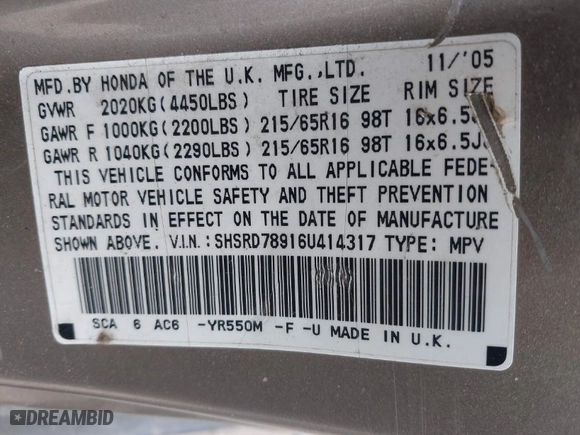 MFD.BY HONDA OF THE U.K. MFG.,LTD. 11/'05
GVWR 2020KG(4450LBS) TIRE SIZE RIM SIZE
GAWR F 1000KG(2200LBS) 215/65R16 98T 16x6.5J
GAWR R 1040KG(2290LBS) 215/65R16 98T 16x6.5J
THIS VEHICLE CONFORMS TO ALL APPLICABLE FEDE-
RAL MOTOR VEHICLE SAFETY AND THEFT PREVENTION
STANDARDS IN EFFECT ON THE DATE OF MANUFACTURE
SHOWN ABOVE. V.I.N.: SHSRD78916U414317 TYPE: MPV
SCA 6 AC6 -YR550M -F -U MADE IN U.K.
DREAMBID